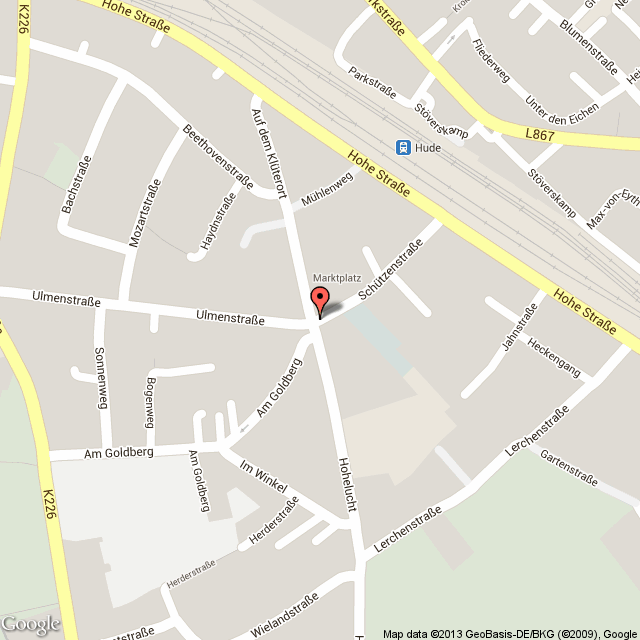 K226
Hohe Straße
Parkstraße
Fliederweg
Blumenstraße
Parkstraße
Stöverskamp
Unter den Eichen
L867
Hude
Stöverskamp
Max-von-Eyth
Auf dem Klüterort
Beethovenstraße
Hohe Straße
Mühlenweg
Bachstraße
Mozartstraße
Haydnstraße
Marktplatz
Schützenstraße
Ulmenstraße
Ulmenstraße
Hohe Straße
Jahnstraße
Heckengang
Sonnenweg
Bogenweg
Am Goldberg
Am Goldberg
Am Goldberg
Im Winkel
Hohelucht
Lerchenstraße
Gartenstraße
K226
Herderstraße
Lerchenstraße
Herderstraße
Wielandstraße
Google
Map data ©2013 GeoBasis-DE/BKG (©2009), Google